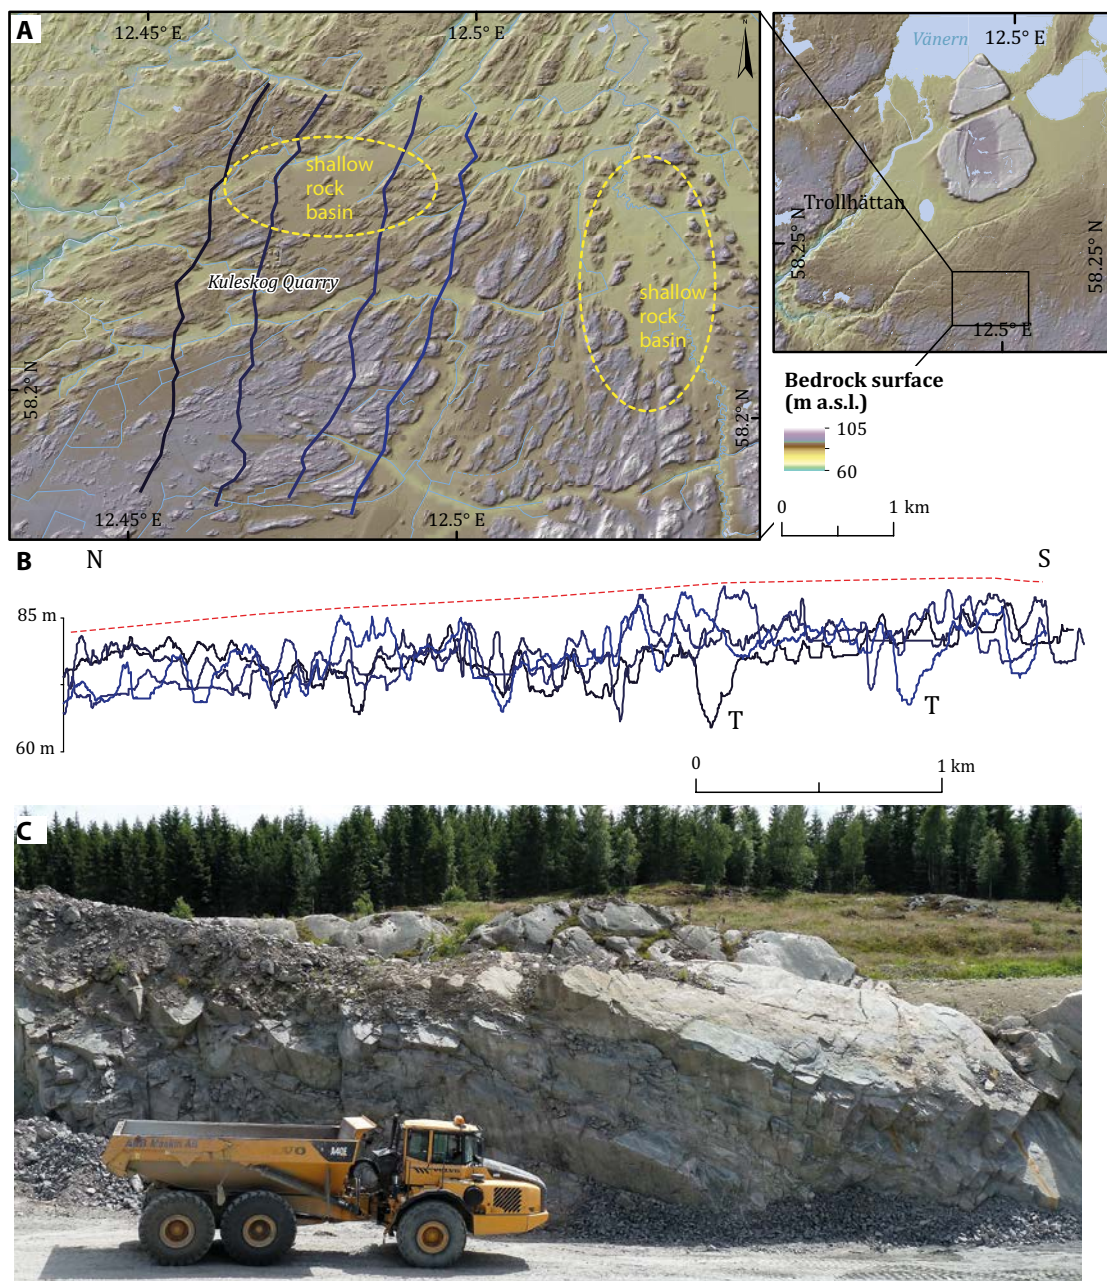 A
12.45° E
12.5° E
N
shallow
rock
basin
shallow
rock
basin
Kuleskog Quarry
58.2° N
58.2° N
12.45° E
12.5° E
Vänern
12.5° E
Trollhättan
58.25° N
58.25° N
12.5° E
Bedrock surface
(m a.s.l.)
105
60
0
1 km
B
N
S
85 m
60 m
T
T
0
1 km
C
A40E
VOLVO